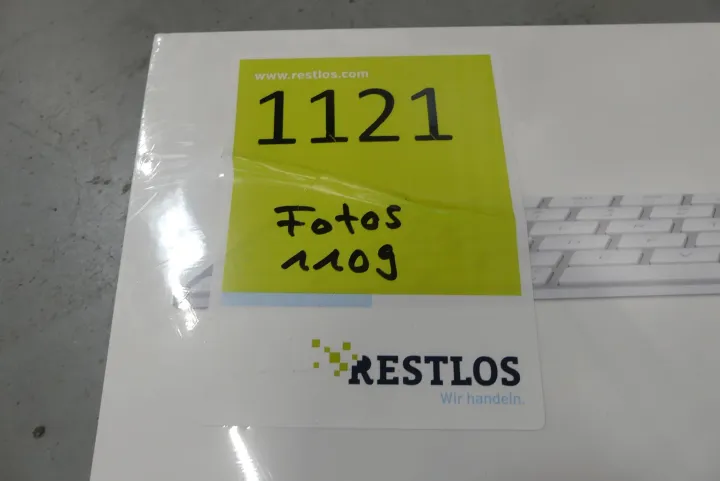 www.restlos.com
1121
Fotos
1109
RESTLOS
Wir handeln.